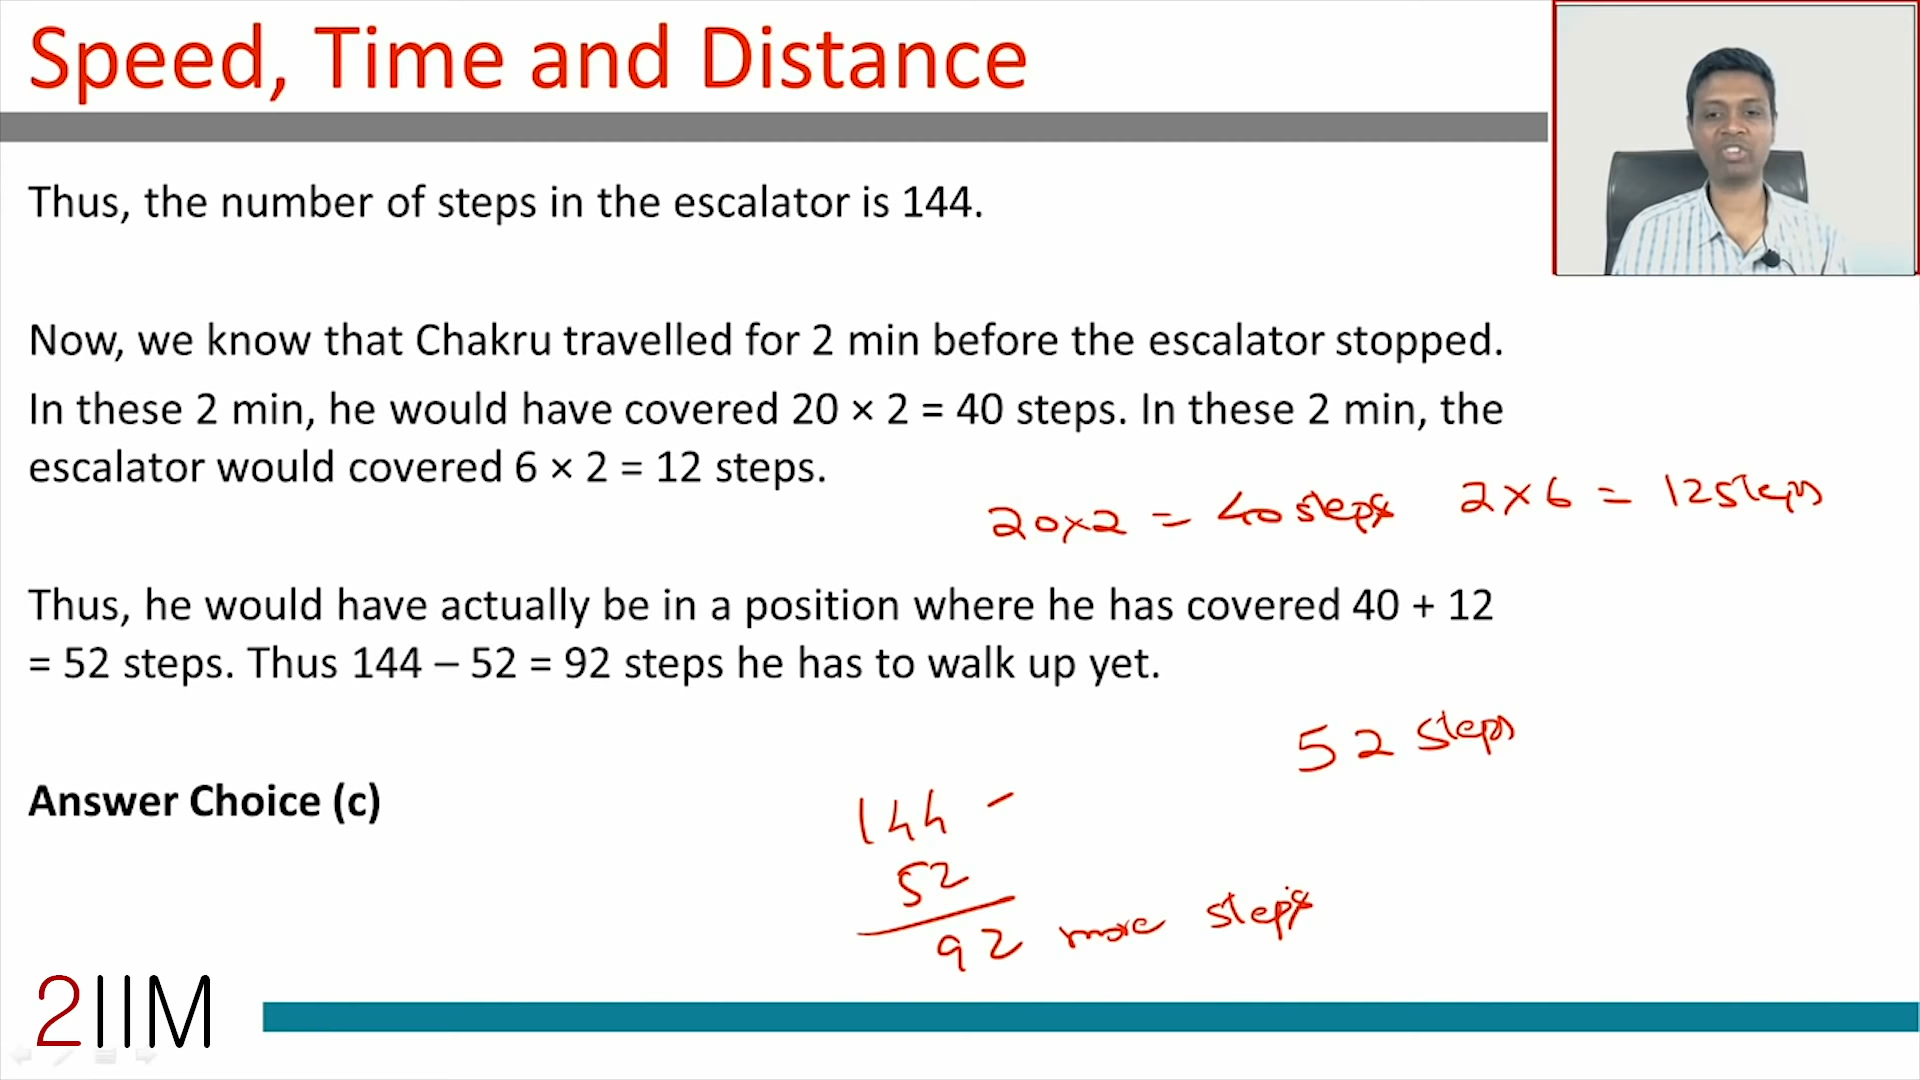 Speed, Time and Distance
Thus, the number of steps in the escalator is 144.
Now, we know that Chakru travelled for 2 min before the escalator stopped.
In these 2 min, he would have covered 20 × 2 = 40 steps. In these 2 min, the
escalator would covered 6 × 2 = 12 steps.
20×2 = 40 steps 2×6 = 12 steps
Thus, he would have actually be in a position where he has covered 40 + 12
= 52 steps. Thus 144 – 52 = 92 steps he has to walk up yet.
52 steps
Answer Choice (c)
144 –
52
92 more steps
2IIM